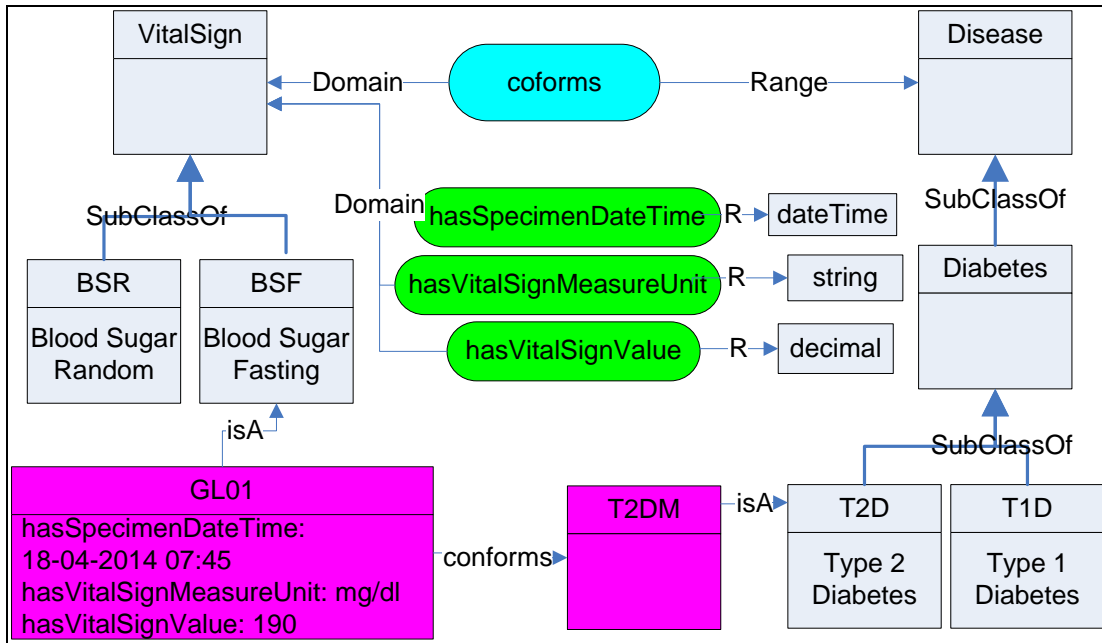 VitalSign
Disease
Domain
coforms
Range
SubClassOf
Domain
hasSpecimenDateTime
R
dateTime
SubClassOf
BSR
BSF
hasVitalSignMeasureUnit
R
string
Diabetes
Blood Sugar
Random
Blood Sugar
Fasting
hasVitalSignValue
R
decimal
isA
SubClassOf
GL01
hasSpecimenDateTime:
18-04-2014 07:45
hasVitalSignMeasureUnit: mg/dl
hasVitalSignValue: 190
conforms
T2DM
isA
T2D
Type 2
Diabetes
T1D
Type 1
Diabetes